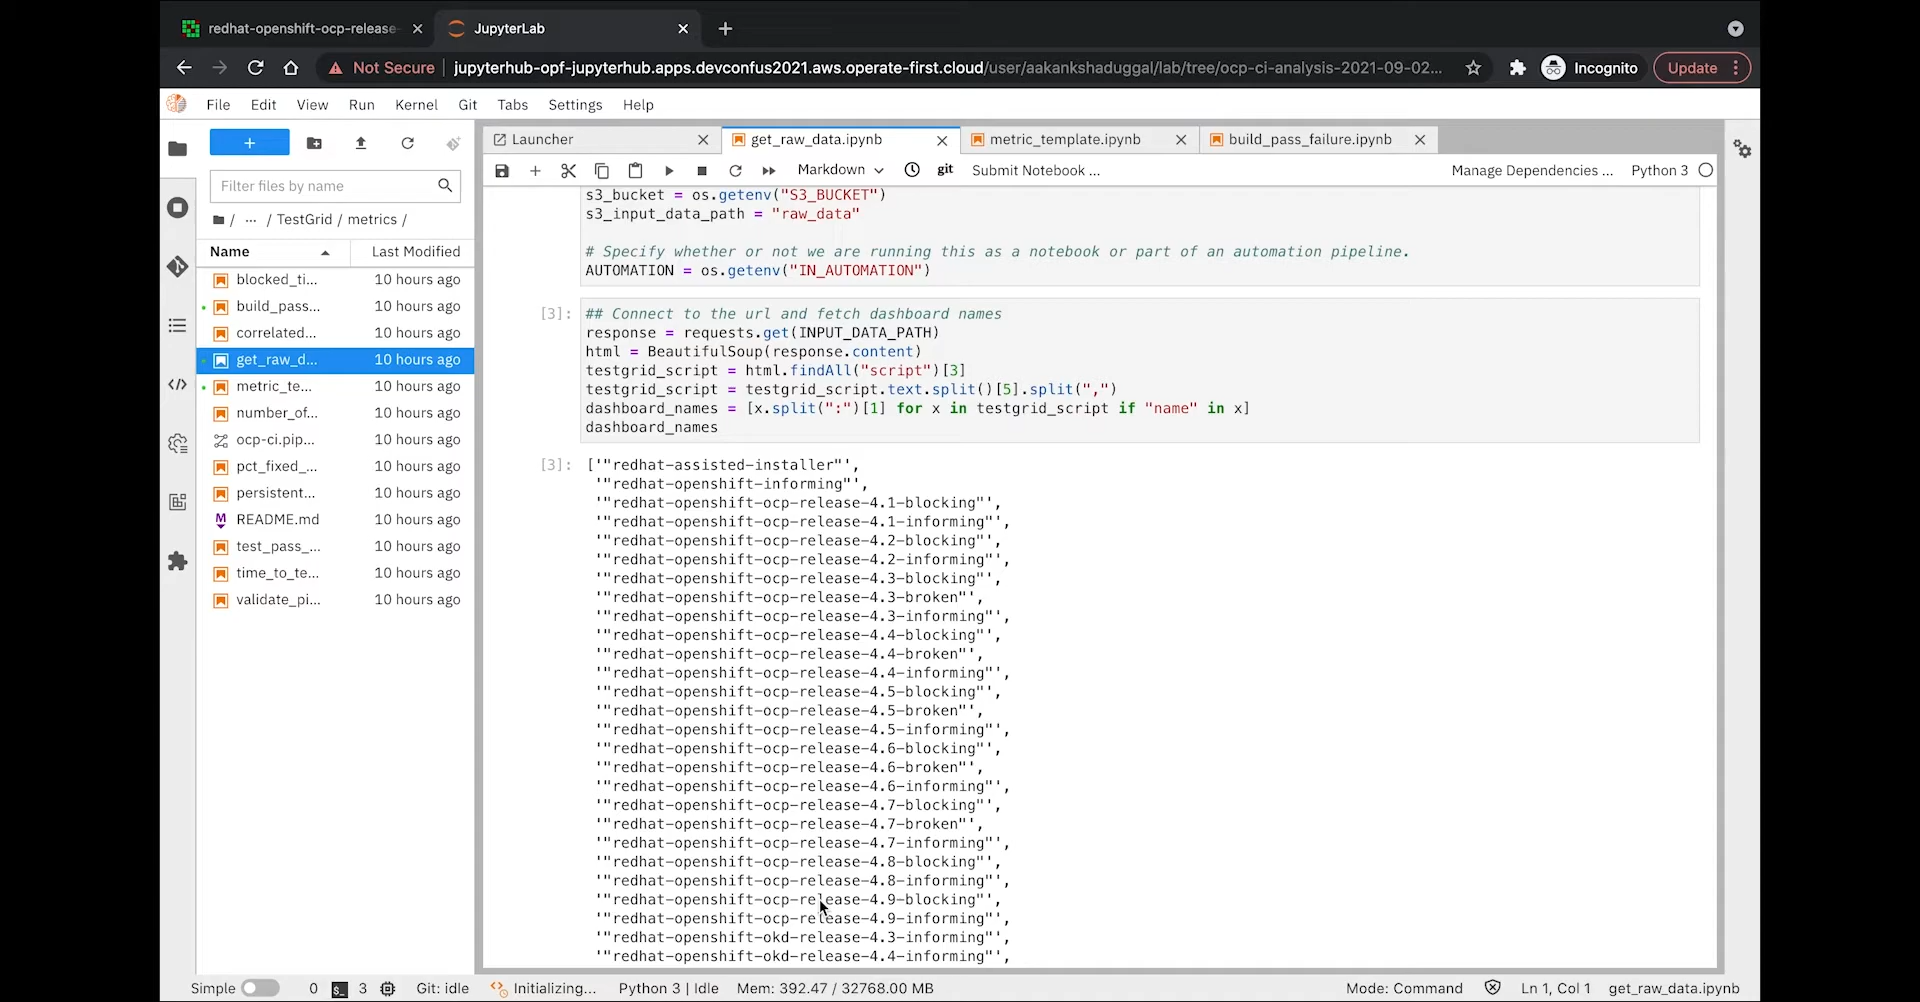 redhat-openshift-ocp-release-
JupyterLab
Not Secure
jupyterhub-opf-jupyterhub.apps.devconfus2021.aws.operate-first.cloud/user/aakankshaduggal/lab/tree/ocp-ci-analysis-2021-09-02...
Incognito
Update
File Edit View Run Kernel Git Tabs Settings Help
Launcher
get_raw_data.ipynb
metric_template.ipynb
build_pass_failure.ipynb
Markdown
git
Submit Notebook ...
Manage Dependencies ...
Python 3
Filter files by name
/ ... / TestGrid / metrics /
Name Last Modified
blocked_ti... 10 hours ago
build_pass... 10 hours ago
correlated... 10 hours ago
get_raw_d... 10 hours ago
metric_te... 10 hours ago
number_of... 10 hours ago
ocp-ci.pip... 10 hours ago
pct_fixed_... 10 hours ago
persistent... 10 hours ago
README.md 10 hours ago
test_pass_... 10 hours ago
time_to_te... 10 hours ago
validate_pi... 10 hours ago
s3_bucket = os.getenv("S3_BUCKET")
s3_input_data_path = "raw_data"
# Specify whether or not we are running this as a notebook or part of an automation pipeline.
AUTOMATION = os.getenv("IN_AUTOMATION")
[3]: ## Connect to the url and fetch dashboard names
response = requests.get(INPUT_DATA_PATH)
html = BeautifulSoup(response.content)
testgrid_script = html.findAll("script")[3]
testgrid_script = testgrid_script.text.split()[5].split(",")
dashboard_names = [x.split(":")[1] for x in testgrid_script if "name" in x]
dashboard_names
[3]: ['"redhat-assisted-installer"',
'"redhat-openshift-informing"',
'"redhat-openshift-ocp-release-4.1-blocking"',
'"redhat-openshift-ocp-release-4.1-informing"',
'"redhat-openshift-ocp-release-4.2-blocking"',
'"redhat-openshift-ocp-release-4.2-informing"',
'"redhat-openshift-ocp-release-4.3-blocking"',
'"redhat-openshift-ocp-release-4.3-broken"',
'"redhat-openshift-ocp-release-4.3-informing"',
'"redhat-openshift-ocp-release-4.4-blocking"',
'"redhat-openshift-ocp-release-4.4-broken"',
'"redhat-openshift-ocp-release-4.4-informing"',
'"redhat-openshift-ocp-release-4.5-blocking"',
'"redhat-openshift-ocp-release-4.5-broken"',
'"redhat-openshift-ocp-release-4.5-informing"',
'"redhat-openshift-ocp-release-4.6-blocking"',
'"redhat-openshift-ocp-release-4.6-broken"',
'"redhat-openshift-ocp-release-4.6-informing"',
'"redhat-openshift-ocp-release-4.7-blocking"',
'"redhat-openshift-ocp-release-4.7-broken"',
'"redhat-openshift-ocp-release-4.7-informing"',
'"redhat-openshift-ocp-release-4.8-blocking"',
'"redhat-openshift-ocp-release-4.8-informing"',
'"redhat-openshift-ocp-release-4.9-blocking"',
'"redhat-openshift-ocp-release-4.9-informing"',
'"redhat-openshift-okd-release-4.3-informing"',
'"redhat-openshift-okd-release-4.4-informing"',
Simple 0 3 Git: idle Initializing... Python 3 | Idle Mem: 392.47 / 32768.00 MB Mode: Command Ln 1, Col 1 get_raw_data.ipynb